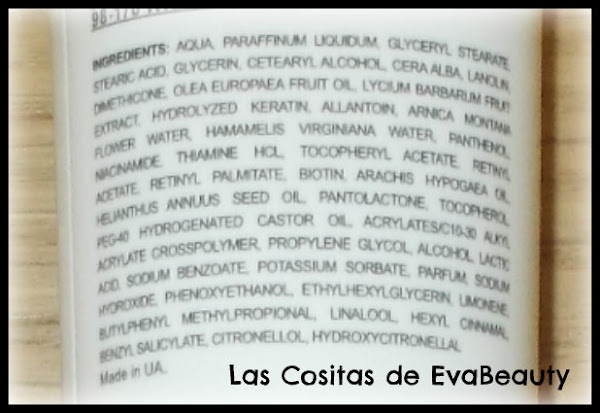 INGREDIENTS: AQUA, PARAFFINUM LIQUIDUM, GLYCERYL STEARATE,
STEARIC ACID, GLYCERIN, CETEARYL ALCOHOL, CERA ALBA, LANOLIN,
DIMETHICONE, OLEA EUROPAEA FRUIT OIL, LYCIUM BARBARUM FRUIT
EXTRACT, HYDROLYZED KERATIN, ALLANTOIN, ARNICA MONTANA
FLOWER WATER, HAMAMELIS VIRGINIANA WATER, PANTHENOL,
NIACINAMIDE, THIAMINE HCL, TOCOPHERYL ACETATE, RETINYL
ACETATE, RETINYL PALMITATE, BIOTIN, ARACHIS HYPOGAEA OIL,
HELIANTHUS ANNUUS SEED OIL, PANTOLACTONE, TOCOPHEROL,
PEG-40 HYDROGENATED CASTOR OIL, ACRYLATES/C10-30 ALKYL
ACRYLATE CROSSPOLYMER, PROPYLENE GLYCOL, ALCOHOL, LACTIC
ACID, SODIUM BENZOATE, POTASSIUM SORBATE, PARFUM, SODIUM
HYDROXIDE, PHENOXYETHANOL, ETHYLHEXYLGLYCERIN, LIMONENE,
BUTYLPHENYL METHYLPROPIONAL, LINALOOL, HEXYL CINNAMAL,
BENZYL SALICYLATE, CITRONELLOL, HYDROXYCITRONELLAL
Made in UA.
Las Cositas de EvaBeauty